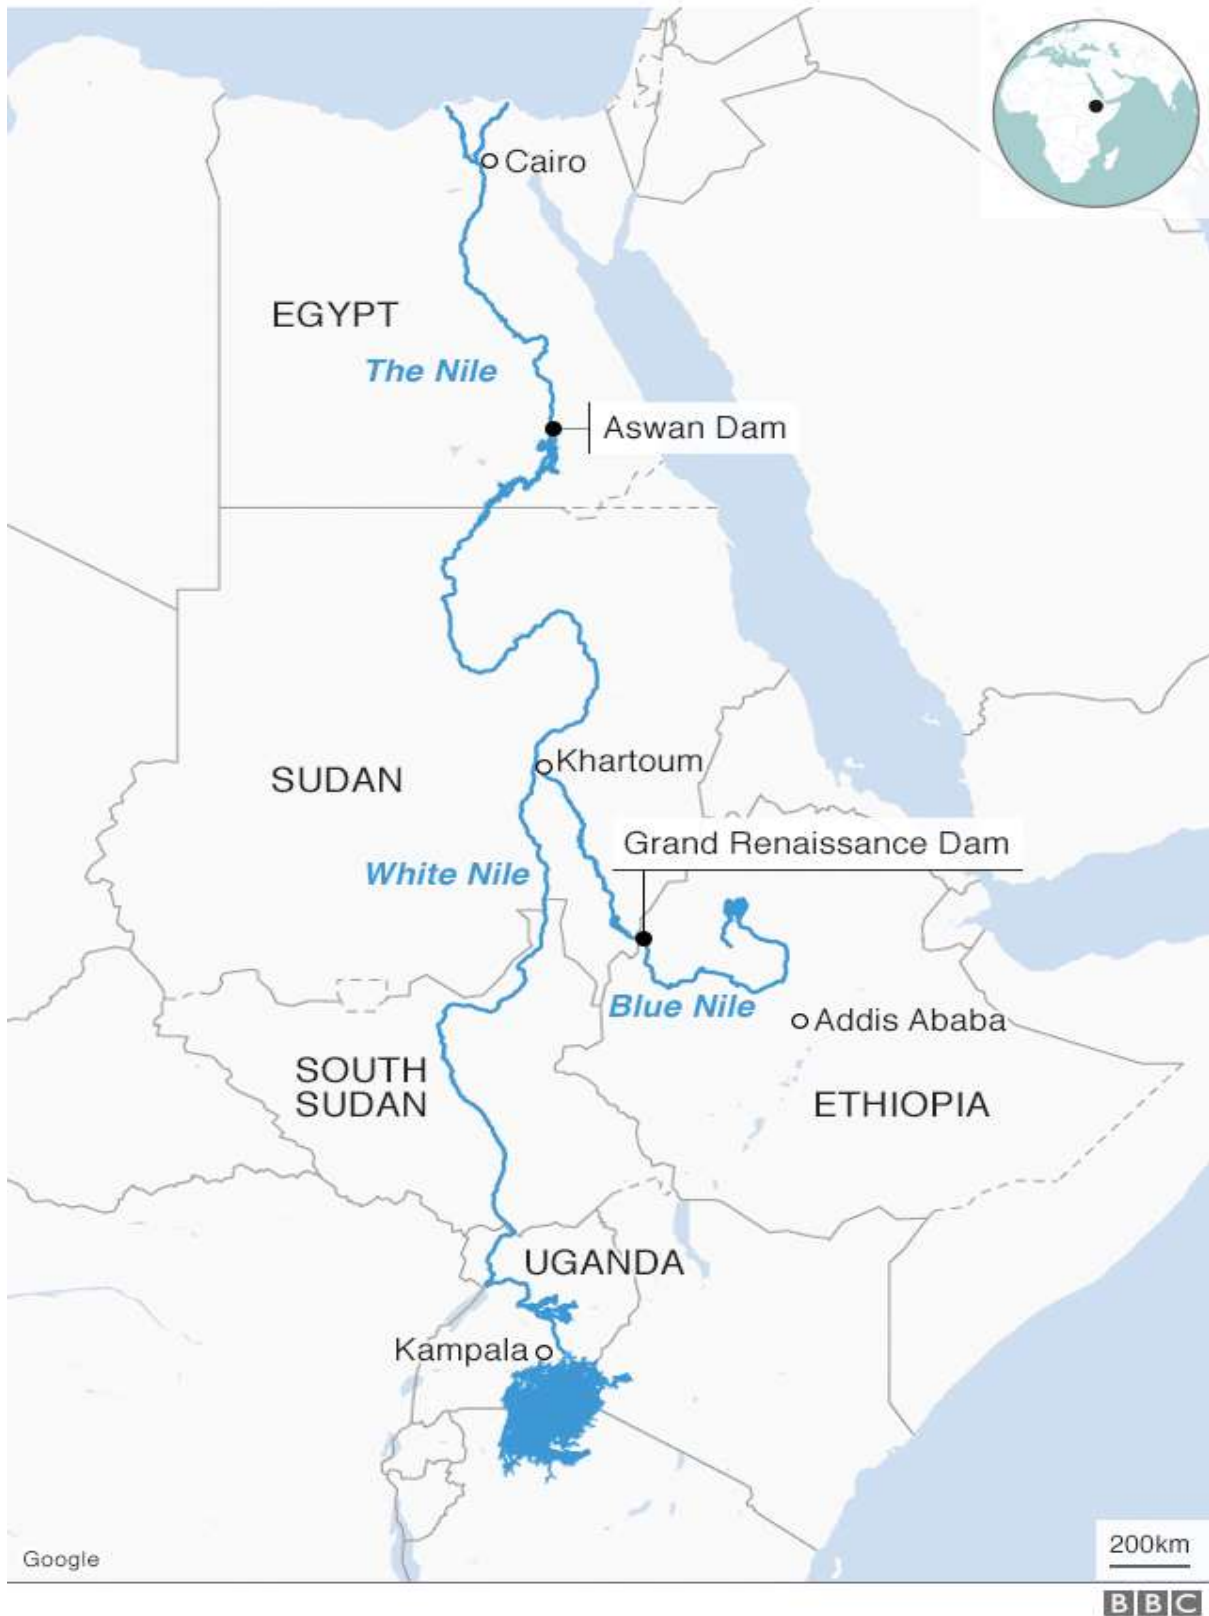 Cairo
EGYPT
The Nile
Aswan Dam
Khartoum
SUDAN
Grand Renaissance Dam
White Nile
Blue Nile
Addis Ababa
SOUTH
SUDAN
ETHIOPIA
UGANDA
Kampala
200km
Google
BBC